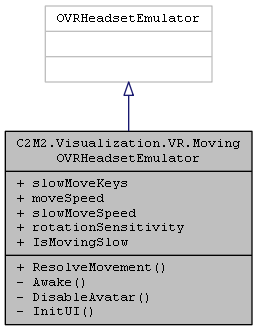 OVRHeadsetEmulator
C2M2.Visualization.VR.Moving
OVRHeadsetEmulator
+ slowMoveKeys
+ moveSpeed
+ slowMoveSpeed
+ rotationSensitivity
+ IsMovingSlow
+ ResolveMovement()
- Awake()
- DisableAvatar()
- InitUI()